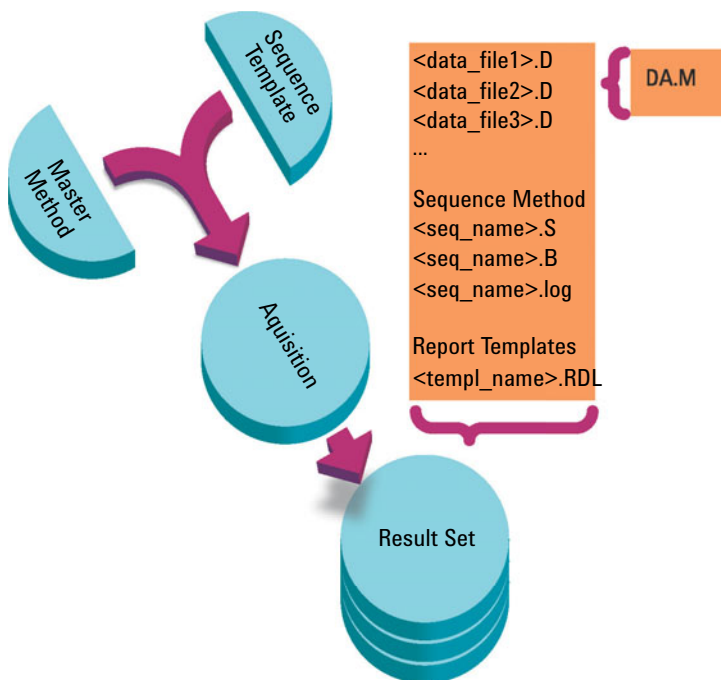 Sequence
Template
Master
Method
Aquisition
<data_file1>.D
<data_file2>.D
<data_file3>.D
...
Sequence Method
<seq_name>.S
<seq_name>.B
<seq_name>.log
Report Templates
<templ_name>.RDL
DA.M
Result Set